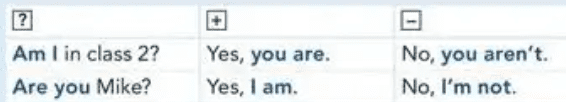 ? + -
Am I in class 2? Yes, you are. No, you aren't.
Are you Mike? Yes, I am. No, I'm not.